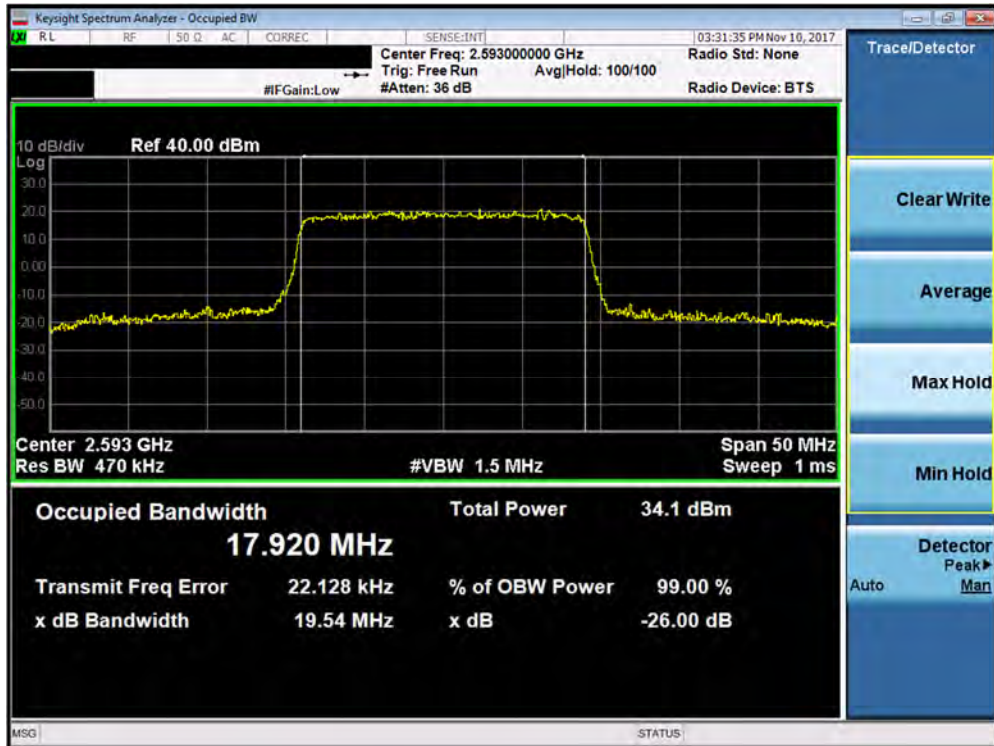 Keysight Spectrum Analyzer - Occupied BW
LXI RL RF 50 Ω AC CORREC SENSE:INT 03:31:35 PM Nov 10, 2017
Center Freq: 2.593000000 GHz Radio Std: None
Trig: Free Run Avg|Hold: 100/100
#IFGain:Low #Atten: 36 dB Radio Device: BTS
Trace/Detector
10 dB/div Ref 40.00 dBm
Log
30.0
20.0
10.0
0.00
-10.0
-20.0
-30.0
-40.0
-50.0
Center 2.593 GHz Span 50 MHz
Res BW 470 kHz #VBW 1.5 MHz Sweep 1 ms
Occupied Bandwidth Total Power 34.1 dBm
17.920 MHz
Transmit Freq Error 22.128 kHz % of OBW Power 99.00 %
x dB Bandwidth 19.54 MHz x dB -26.00 dB
Clear Write
Average
Max Hold
Min Hold
Detector
Peak▶
Auto Man
MSG STATUS